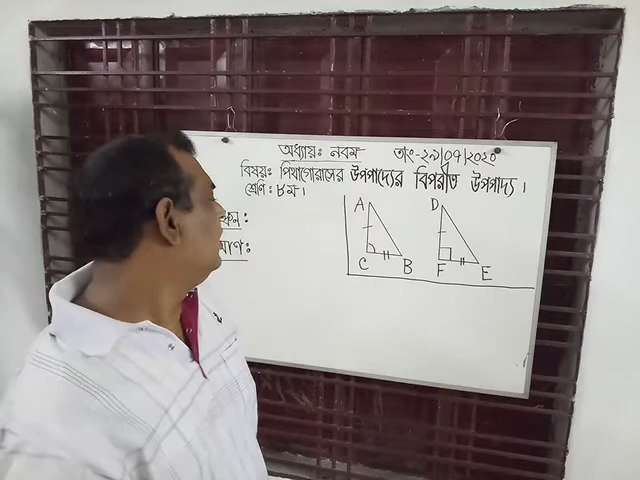 অধ্যায়ঃ নবম তাং-২৯/০৭/২০২০
বিষয়ঃ পিথাগোরাসের উপপাদ্যের বিপরীত উপপাদ্য।
শ্রেণিঃ ৮ম।
A D
C B F E